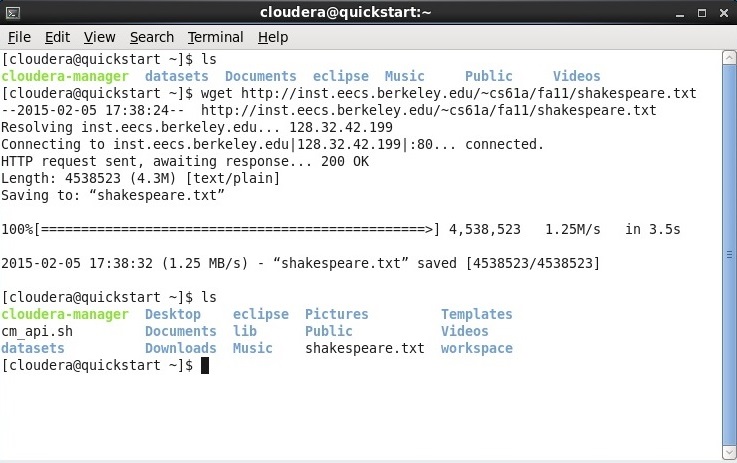 cloudera@quickstart:~
File Edit View Search Terminal Help
[cloudera@quickstart ~]$ ls
cloudera-manager datasets Documents eclipse Music Public Videos
[cloudera@quickstart ~]$ wget http://inst.eecs.berkeley.edu/~cs61a/fa11/shakespeare.txt
--2015-02-05 17:38:24-- http://inst.eecs.berkeley.edu/~cs61a/fa11/shakespeare.txt
Resolving inst.eecs.berkeley.edu... 128.32.42.199
Connecting to inst.eecs.berkeley.edu|128.32.42.199|:80... connected.
HTTP request sent, awaiting response... 200 OK
Length: 4538523 (4.3M) [text/plain]
Saving to: “shakespeare.txt”
100%[================================================>] 4,538,523 1.25M/s in 3.5s
2015-02-05 17:38:32 (1.25 MB/s) - “shakespeare.txt” saved [4538523/4538523]
[cloudera@quickstart ~]$ ls
cloudera-manager Desktop eclipse Pictures Templates
cm_api.sh Documents lib Public Videos
datasets Downloads Music shakespeare.txt workspace
[cloudera@quickstart ~]$